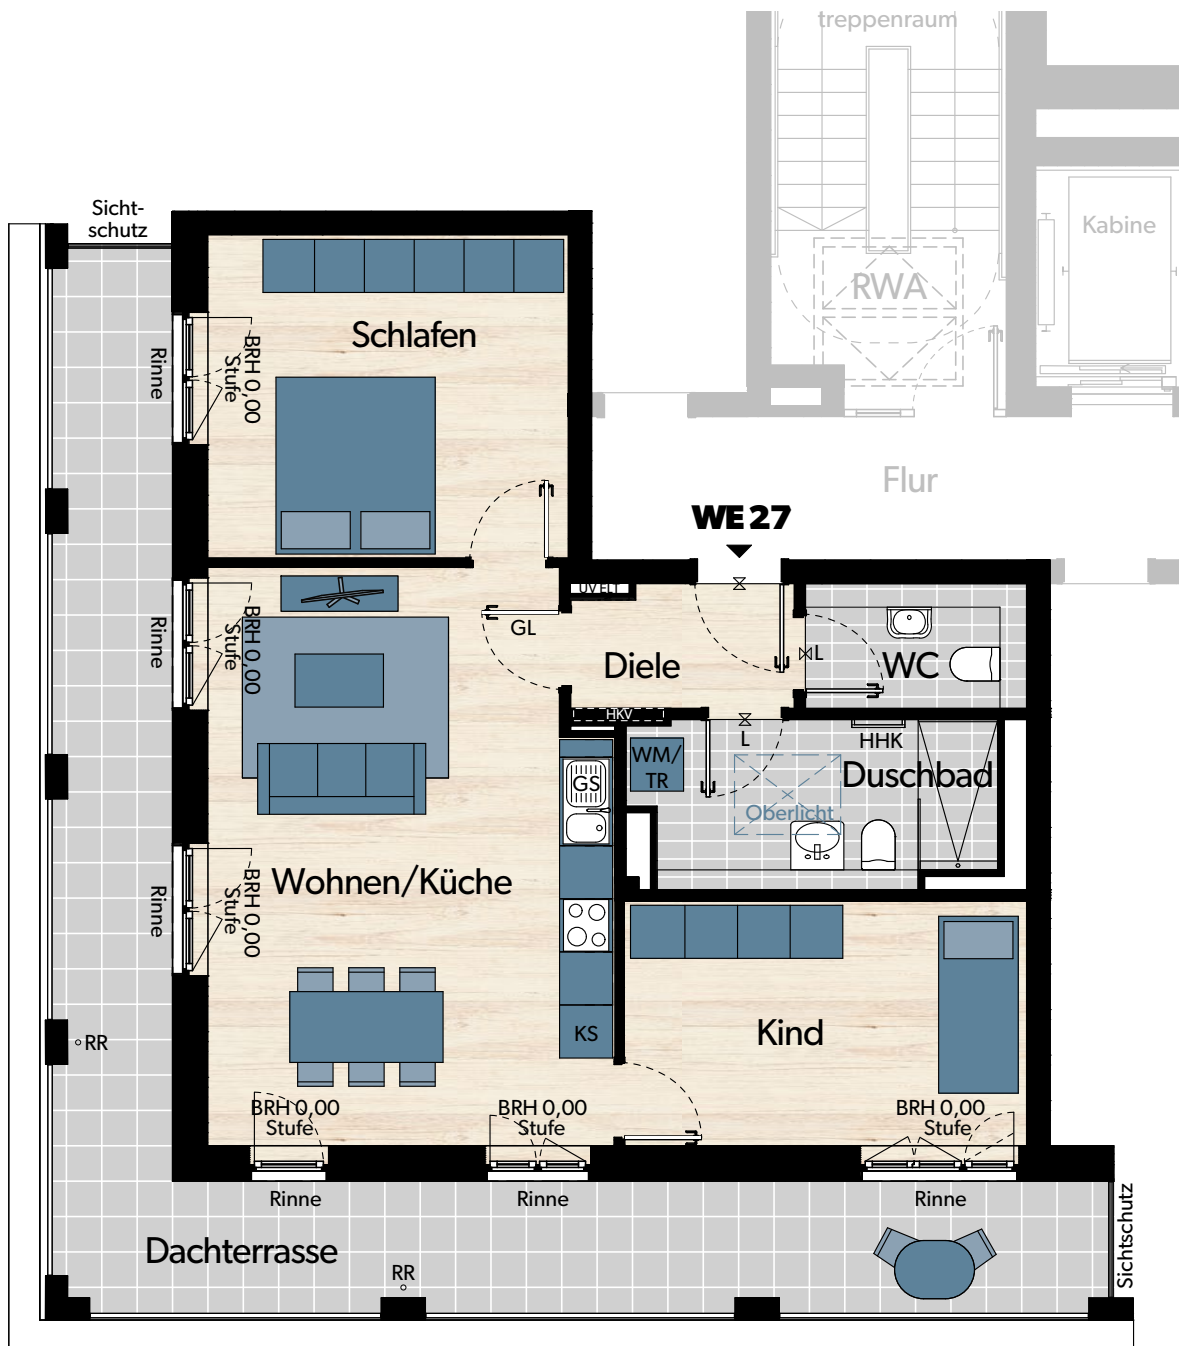 treppenraum
Sicht-
schutz
Kabine
RWA
Schlafen
Rinne
BRH 0,00
Stufe
Flur
WE 27
UV ELT
Rinne
BRH 0,00
Stufe
GL
Diele
L
WC
HKV
L
HHK
WM/
TR
Duschbad
GS
Oberlicht
Wohnen/Küche
Rinne
BRH 0,00
Stufe
KS
Kind
RR
BRH 0,00
Stufe
BRH 0,00
Stufe
BRH 0,00
Stufe
Rinne
Rinne
Rinne
Sichtschutz
Dachterrasse
RR